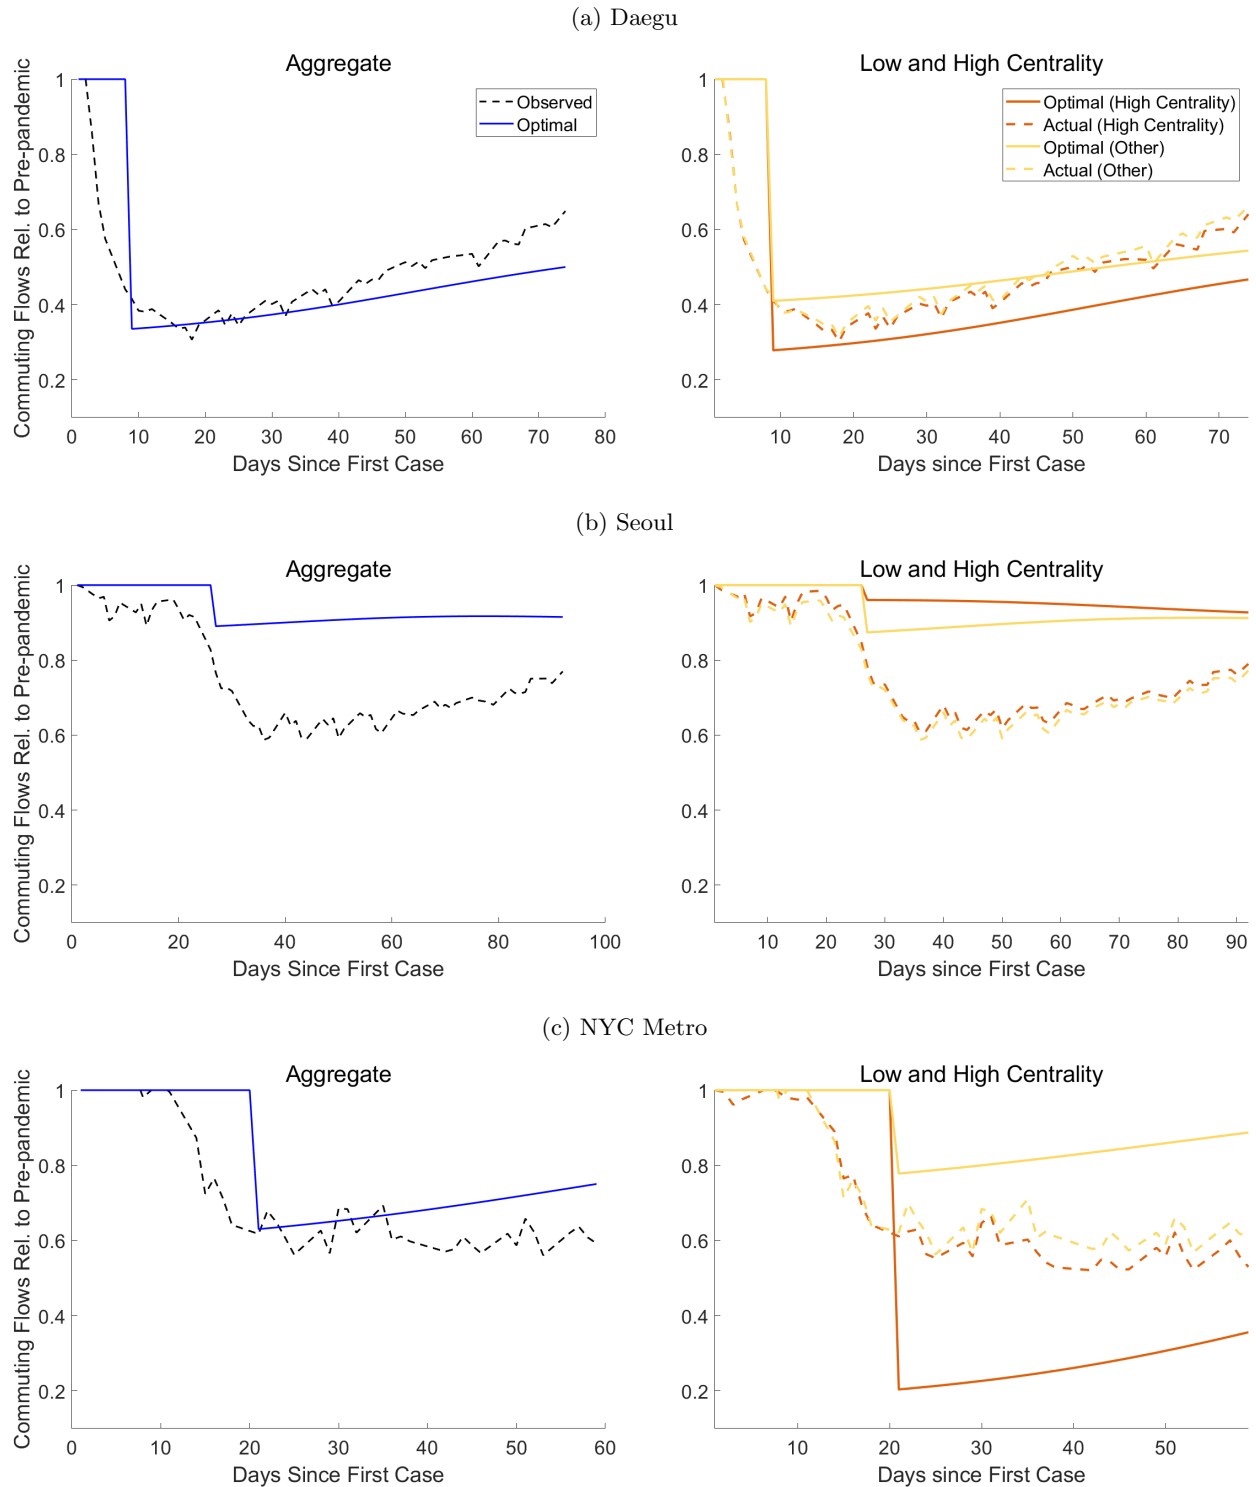 (a) Daegu
Aggregate
Commuting Flows Rel. to Pre-pandemic
1
0.8
0.6
0.4
0.2
Observed
Optimal
0 10 20 30 40 50 60 70 80
Days Since First Case
Low and High Centrality
1
0.8
0.6
0.4
0.2
Optimal (High Centrality)
Actual (High Centrality)
Optimal (Other)
Actual (Other)
10 20 30 40 50 60 70
Days since First Case
(b) Seoul
Aggregate
Commuting Flows Rel. to Pre-pandemic
1
0.8
0.6
0.4
0.2
0 20 40 60 80 100
Days Since First Case
Low and High Centrality
1
0.8
0.6
0.4
0.2
10 20 30 40 50 60 70 80 90
Days since First Case
(c) NYC Metro
Aggregate
Commuting Flows Rel. to Pre-pandemic
1
0.8
0.6
0.4
0.2
0 10 20 30 40 50 60
Days Since First Case
Low and High Centrality
1
0.8
0.6
0.4
0.2
10 20 30 40 50
Days since First Case